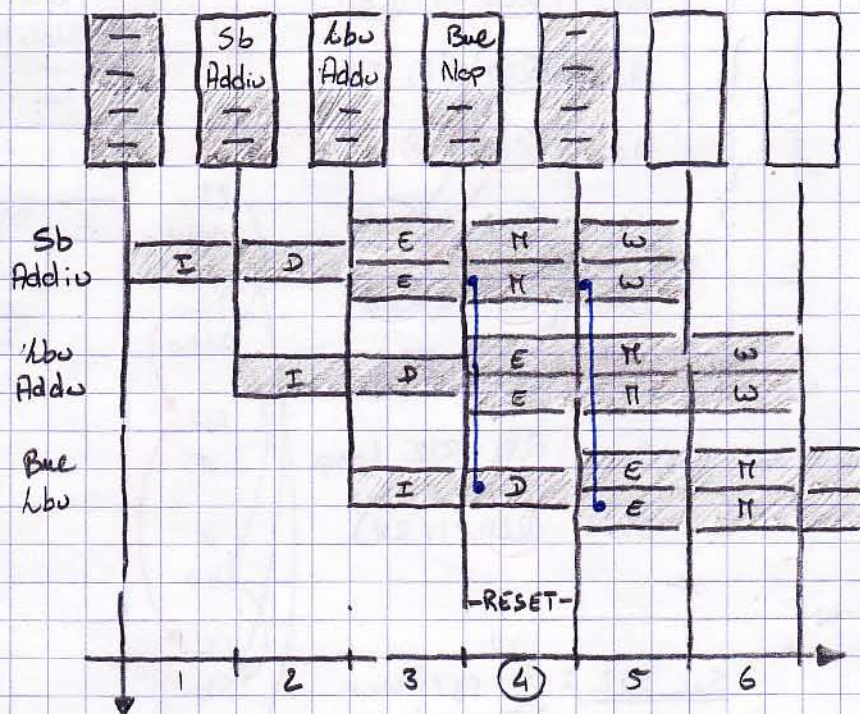 - Sb Lbu Bne -
- Addiu Addu Nop -
- - - - -
- - - - -
Sb E M W
Addiu I D E M W
Lbu E M W
Addu I D E M W
Bne E M
Lbu I D E M
-RESET-
1 2 3 4 5 6